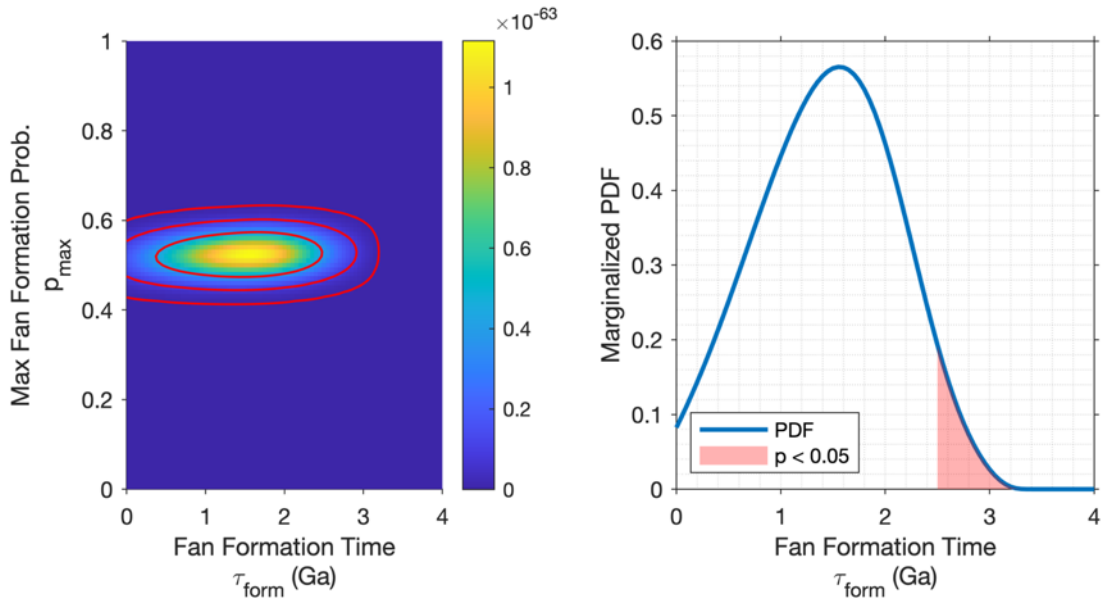 ×10^-63
1
0.8
0.6
0.4
0.2
0
Max Fan Formation Prob.
p_max
0 1 2 3 4
Fan Formation Time
τ_form (Ga)
1
0.8
0.6
0.4
0.2
0
0.6
0.5
0.4
0.3
0.2
0.1
0
Marginalized PDF
PDF
p < 0.05
0 1 2 3 4
Fan Formation Time
τ_form (Ga)